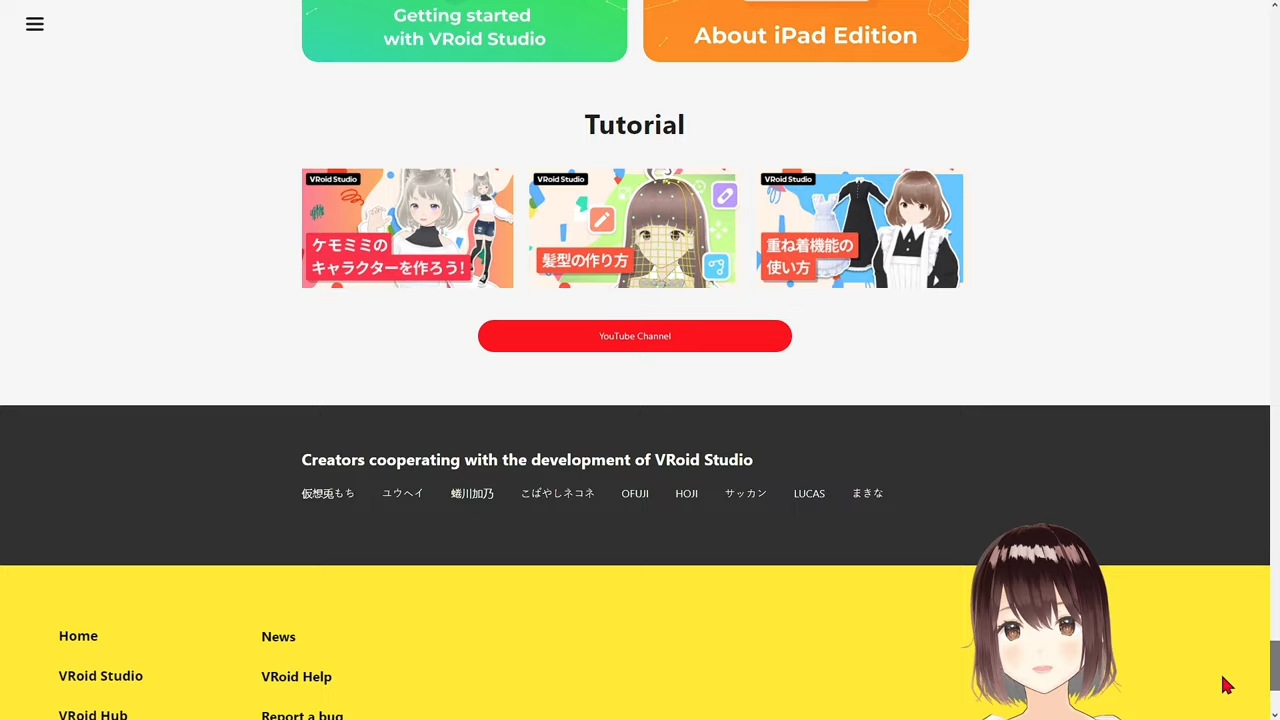 Getting started
with VRoid Studio
About iPad Edition
Tutorial
VRoid Studio
ケモミミの
キャラクターを作ろう!
VRoid Studio
髪型の作り方
VRoid Studio
重ね着機能の
使い方
YouTube Channel
Creators cooperating with the development of VRoid Studio
仮想兎もち ユウヘイ 蜷川加乃 こばやしネコネ OFUJI HOJI サッカン LUCAS まきな
Home
News
VRoid Studio
VRoid Help
VRoid Hub
Report a bug